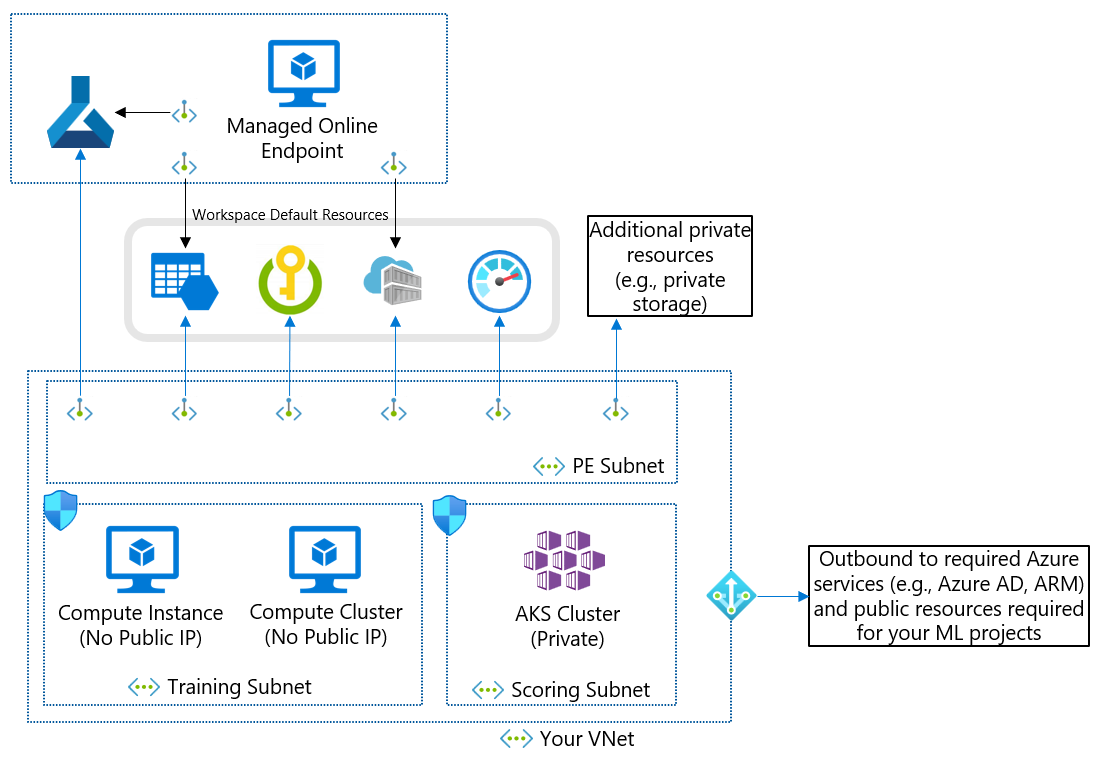 Managed Online
Endpoint
Workspace Default Resources
Additional private
resources
(e.g., private
storage)
PE Subnet
Compute Instance
(No Public IP)
Compute Cluster
(No Public IP)
Training Subnet
AKS Cluster
(Private)
Scoring Subnet
Outbound to required Azure
services (e.g., Azure AD, ARM)
and public resources required
for your ML projects
Your VNet